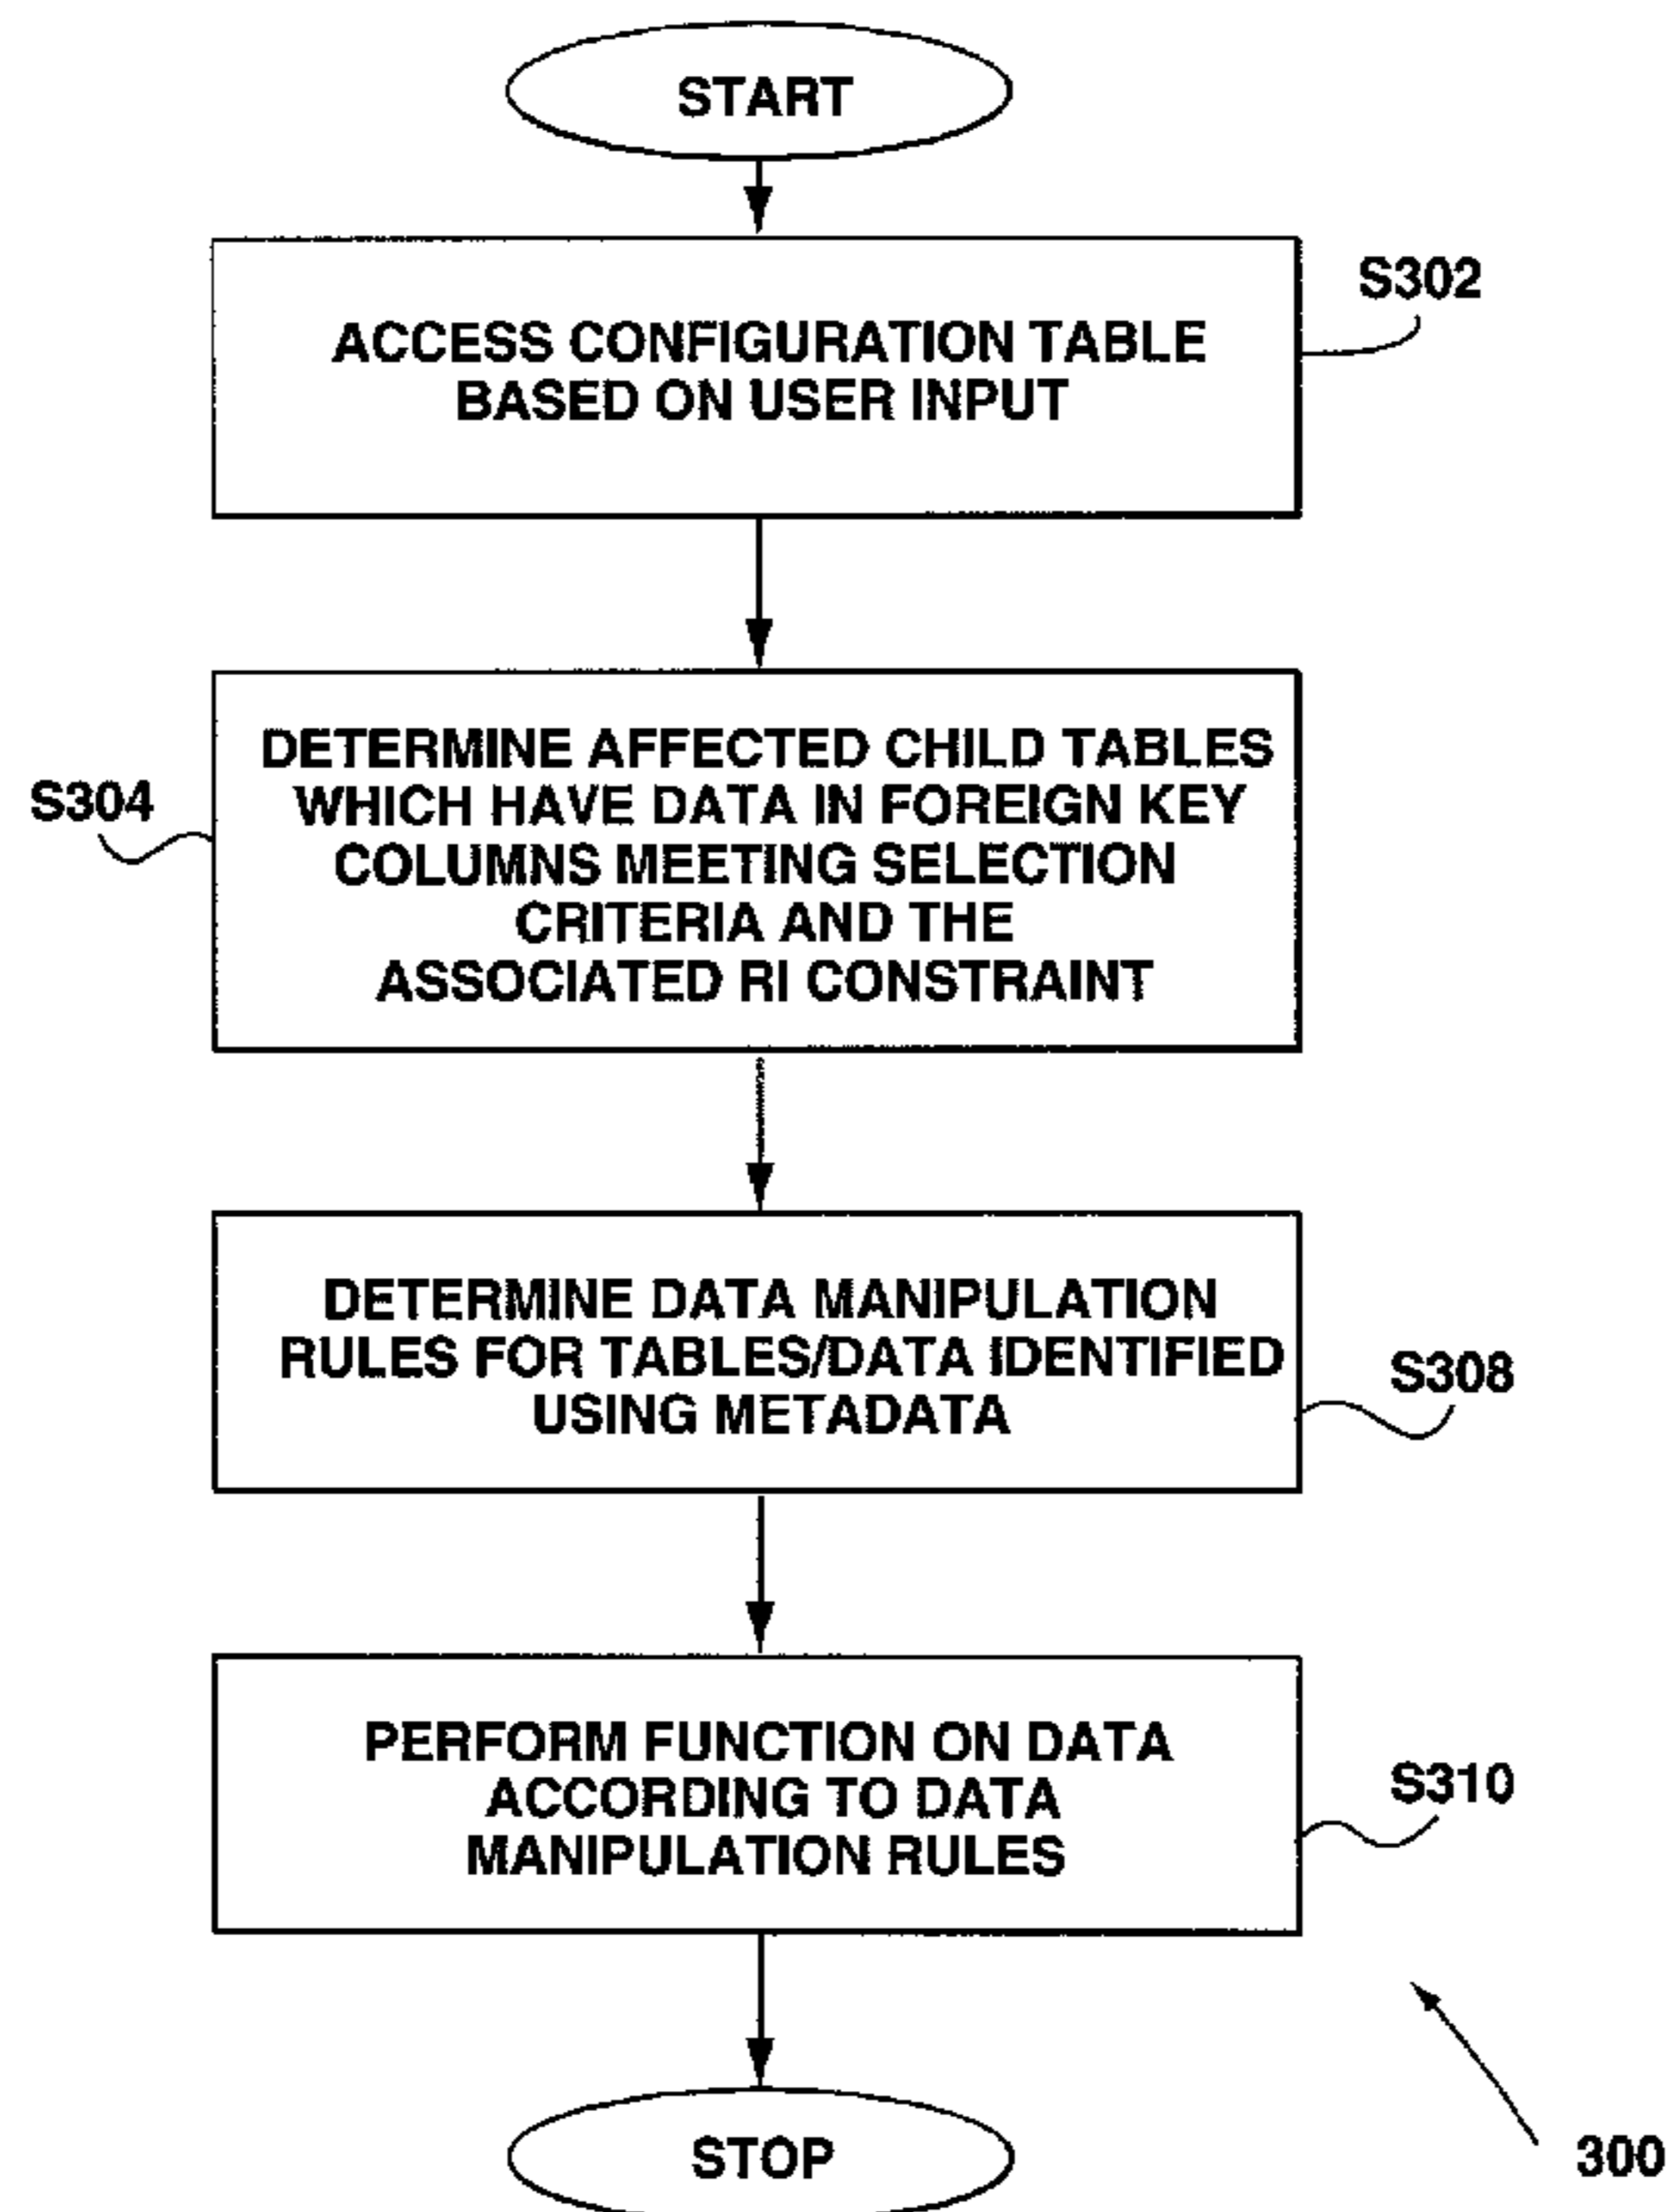 START
S302
ACCESS CONFIGURATION TABLE
BASED ON USER INPUT
S304
DETERMINE AFFECTED CHILD TABLES
WHICH HAVE DATA IN FOREIGN KEY
COLUMNS MEETING SELECTION
CRITERIA AND THE
ASSOCIATED RI CONSTRAINT
DETERMINE DATA MANIPULATION
RULES FOR TABLES/DATA IDENTIFIED
USING METADATA
S308
PERFORM FUNCTION ON DATA
ACCORDING TO DATA
MANIPULATION RULES
S310
STOP
300